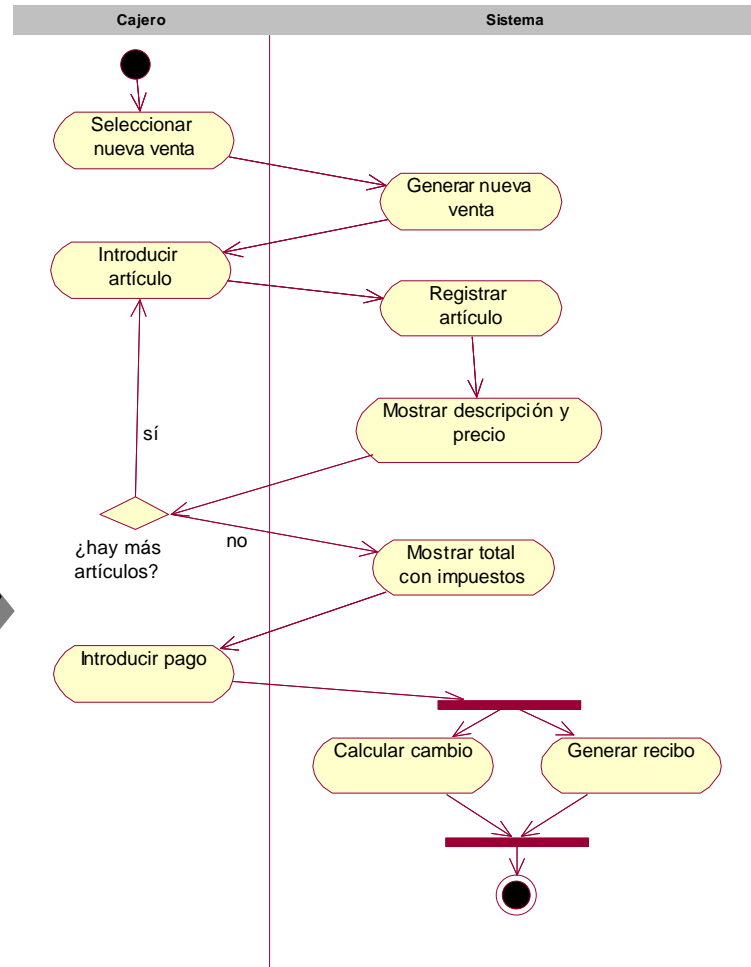 Cajero
Sistema
Seleccionar
nueva venta
Generar nueva
venta
Introducir
artículo
Registrar
artículo
Mostrar descripción y
precio
sí
¿hay más
artículos?
no
Mostrar total
con impuestos
Introducir pago
Calcular cambio
Generar recibo